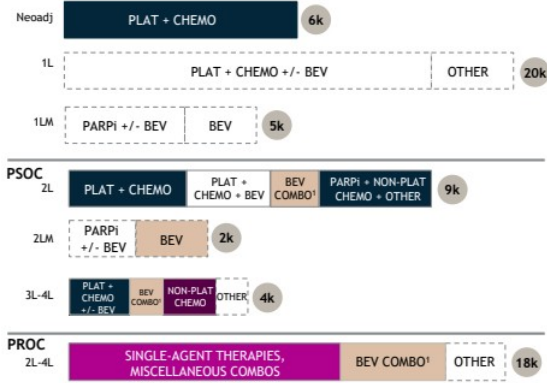 Neoadj
PLAT + CHEMO
6k
1L
PLAT + CHEMO +/- BEV
OTHER
20k
1LM
PARPi +/- BEV
BEV
5k
PSOC
2L
PLAT + CHEMO
PLAT +
CHEMO + BEV
BEV
COMBO¹
PARPi + NON-PLAT
CHEMO + OTHER
9k
2LM
PARPi
+/- BEV
BEV
2k
3L-4L
PLAT +
CHEMO
+/- BEV
BEV
COMBO¹
NON-PLAT
CHEMO
OTHER
4k
PROC
2L-4L
SINGLE-AGENT THERAPIES,
MISCELLANEOUS COMBOS
BEV COMBO¹
OTHER
18k